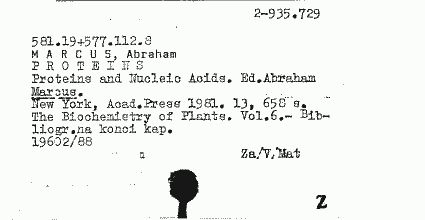 2-935.729
581.19+577.112.8
M A R C U S, Abraham
P R O T E I N S
Proteins and Nucleic Acids. Ed.Abraham
Marcus.
New York, Acad.Press 1981. 13, 658 s.
The Biochemistry of Plants. Vol.6.- Bib-
liogr.na konci kap.
19602/88
Za/V.Mat
Z